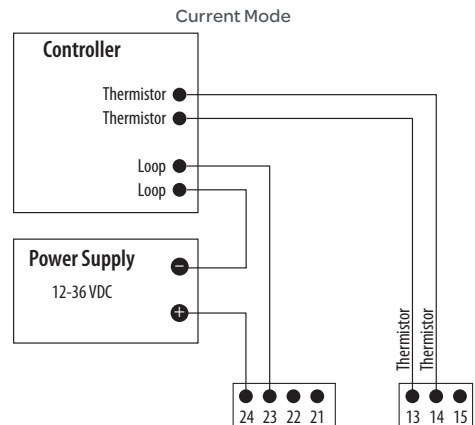 Current Mode
Controller
Thermistor
Thermistor
Loop
Loop
Power Supply
12-36 VDC
−
+
Thermistor
Thermistor
24 23 22 21
13 14 15